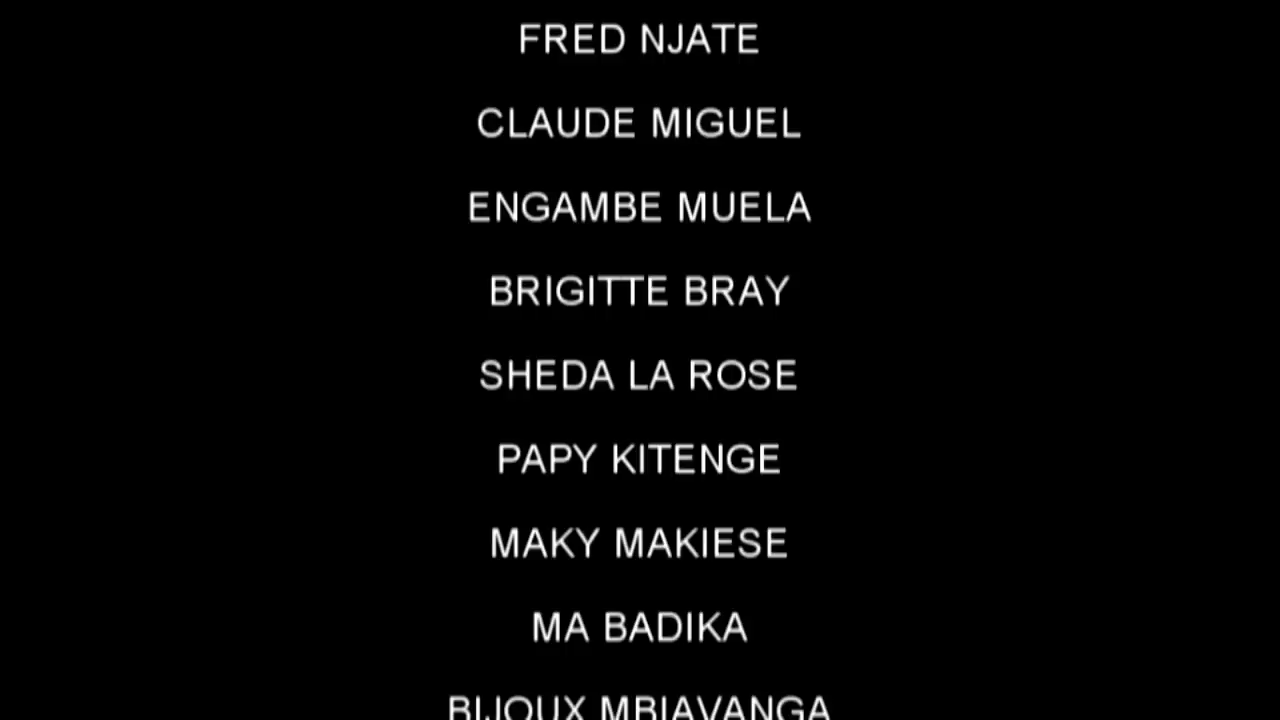 FRED NJATE
CLAUDE MIGUEL
ENGAMBE MUELA
BRIGITTE BRAY
SHEDA LA ROSE
PAPY KITENGE
MAKY MAKIESE
MA BADIKA
BIJOUX MBIAVANGA